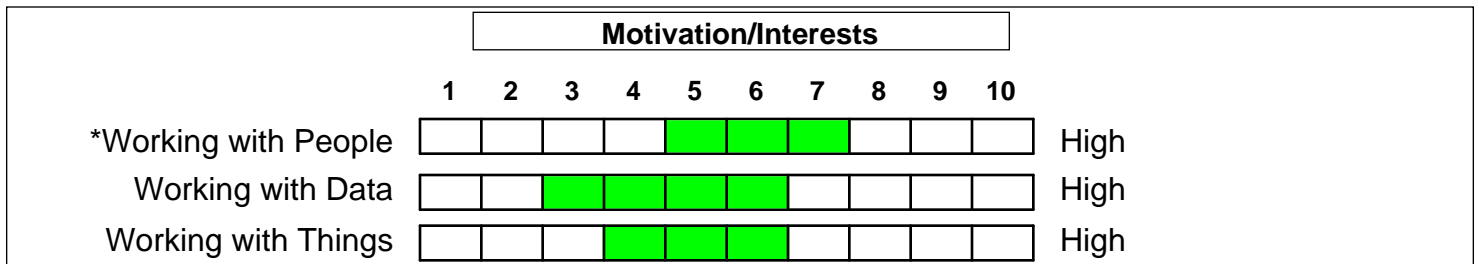 Motivation/Interests
1 2 3 4 5 6 7 8 9 10
*Working with People High
Working with Data High
Working with Things High